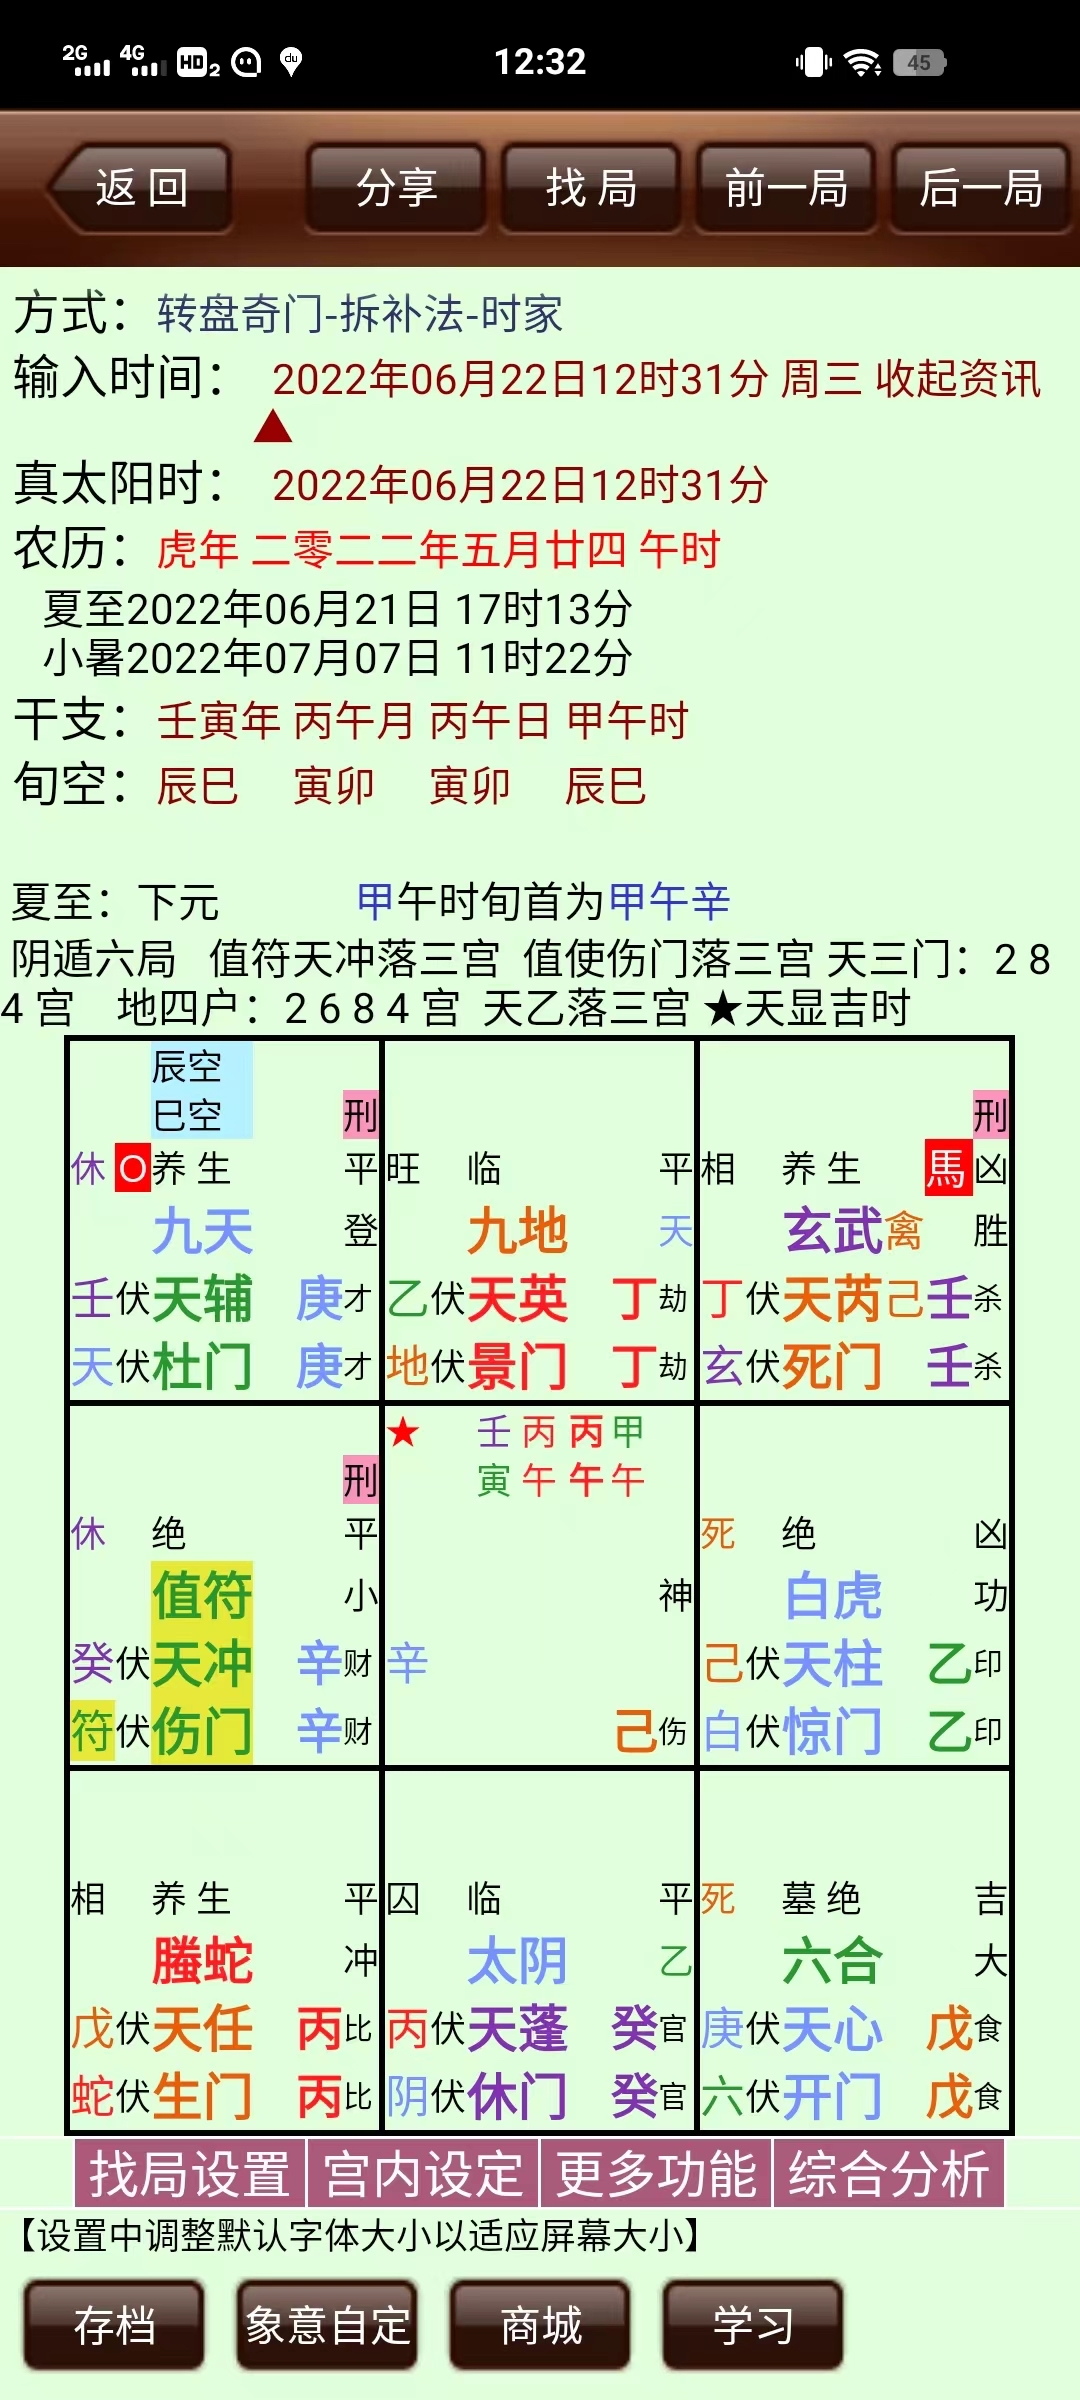 2G 4G HD 2 du 12:32 45
返 回 分享 找 局 前一局 后一局
方式： 转盘奇门-拆补法-时家
输入时间： 2022年06月22日12时31分 周三 收起资讯
▲
真太阳时： 2022年06月22日12时31分
农历： 虎年 二零二二年五月廿四 午时
夏至2022年06月21日 17时13分
小暑2022年07月07日 11时22分
干支： 壬寅年 丙午月 丙午日 甲午时
旬空： 辰巳 寅卯 寅卯 辰巳
夏至：下元 甲午时旬首为甲午辛
阴遁六局 值符天冲落三宫 值使伤门落三宫 天三门：2 8
4 宫 地四户：2 6 8 4 宫 天乙落三宫 ★天显吉时
辰空
巳空 刑 刑
休 O 养 生 平 旺 临 平 相 养 生 馬 凶
九天 登 九地 天 玄武 禽 胜
壬 伏 天辅 庚 才 乙 伏 天英 丁 劫 丁 伏 天芮 己 壬 杀
天 伏 杜门 庚 才 地 伏 景门 丁 劫 玄 伏 死门 壬 杀
★ 壬 丙 丙 甲
刑 寅 午 午 午
休 绝 平 死 绝 凶
值符 小 神 白虎 功
癸 伏 天冲 辛 财 辛 己 伏 天柱 乙 印
符 伏 伤门 辛 财 己 伤 白 伏 惊门 乙 印
相 养 生 平 囚 临 平 死 墓 绝 吉
螣蛇 冲 太阴 乙 六合 大
戊 伏 天任 丙 比 丙 伏 天蓬 癸 官 庚 伏 天心 戊 食
蛇 伏 生门 丙 比 阴 伏 休门 癸 官 六 伏 开门 戊 食
找局设置 宫内设定 更多功能 综合分析
【设置中调整默认字体大小以适应屏幕大小】
存档 象意自定 商城 学习